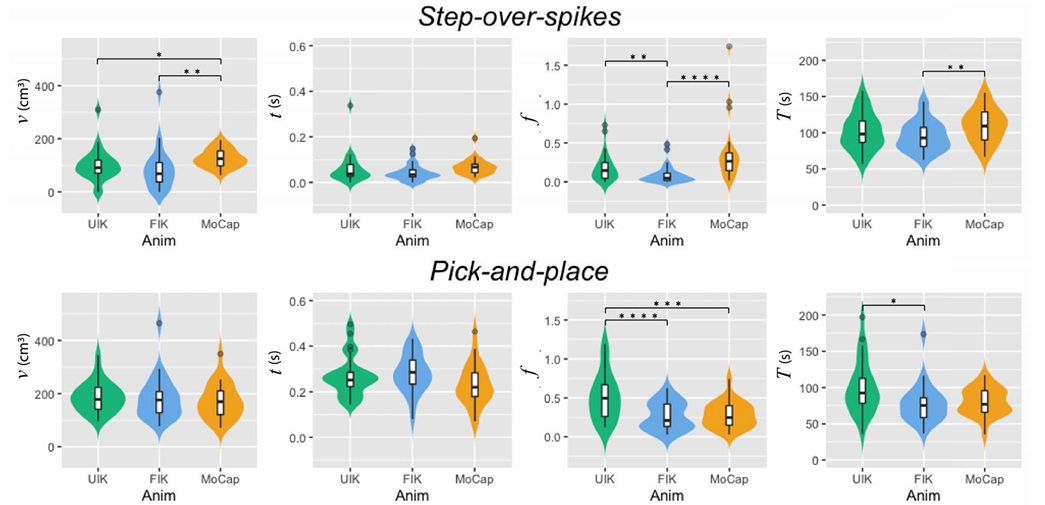 Step-over-spikes
ν (cm³)
400
200
0
* 
* *
UIK FIK MoCap
Anim
t (s)
0.6
0.4
0.2
0.0
UIK FIK MoCap
Anim
f
1.5
1.0
0.5
0.0
* *
* * * *
UIK FIK MoCap
Anim
T (s)
200
150
100
50
0
* *
UIK FIK MoCap
Anim
Pick-and-place
ν (cm³)
400
200
0
UIK FIK MoCap
Anim
t (s)
0.6
0.4
0.2
0.0
UIK FIK MoCap
Anim
f
1.5
1.0
0.5
0.0
* * *
* * * *
UIK FIK MoCap
Anim
T (s)
200
150
100
50
0
*
UIK FIK MoCap
Anim